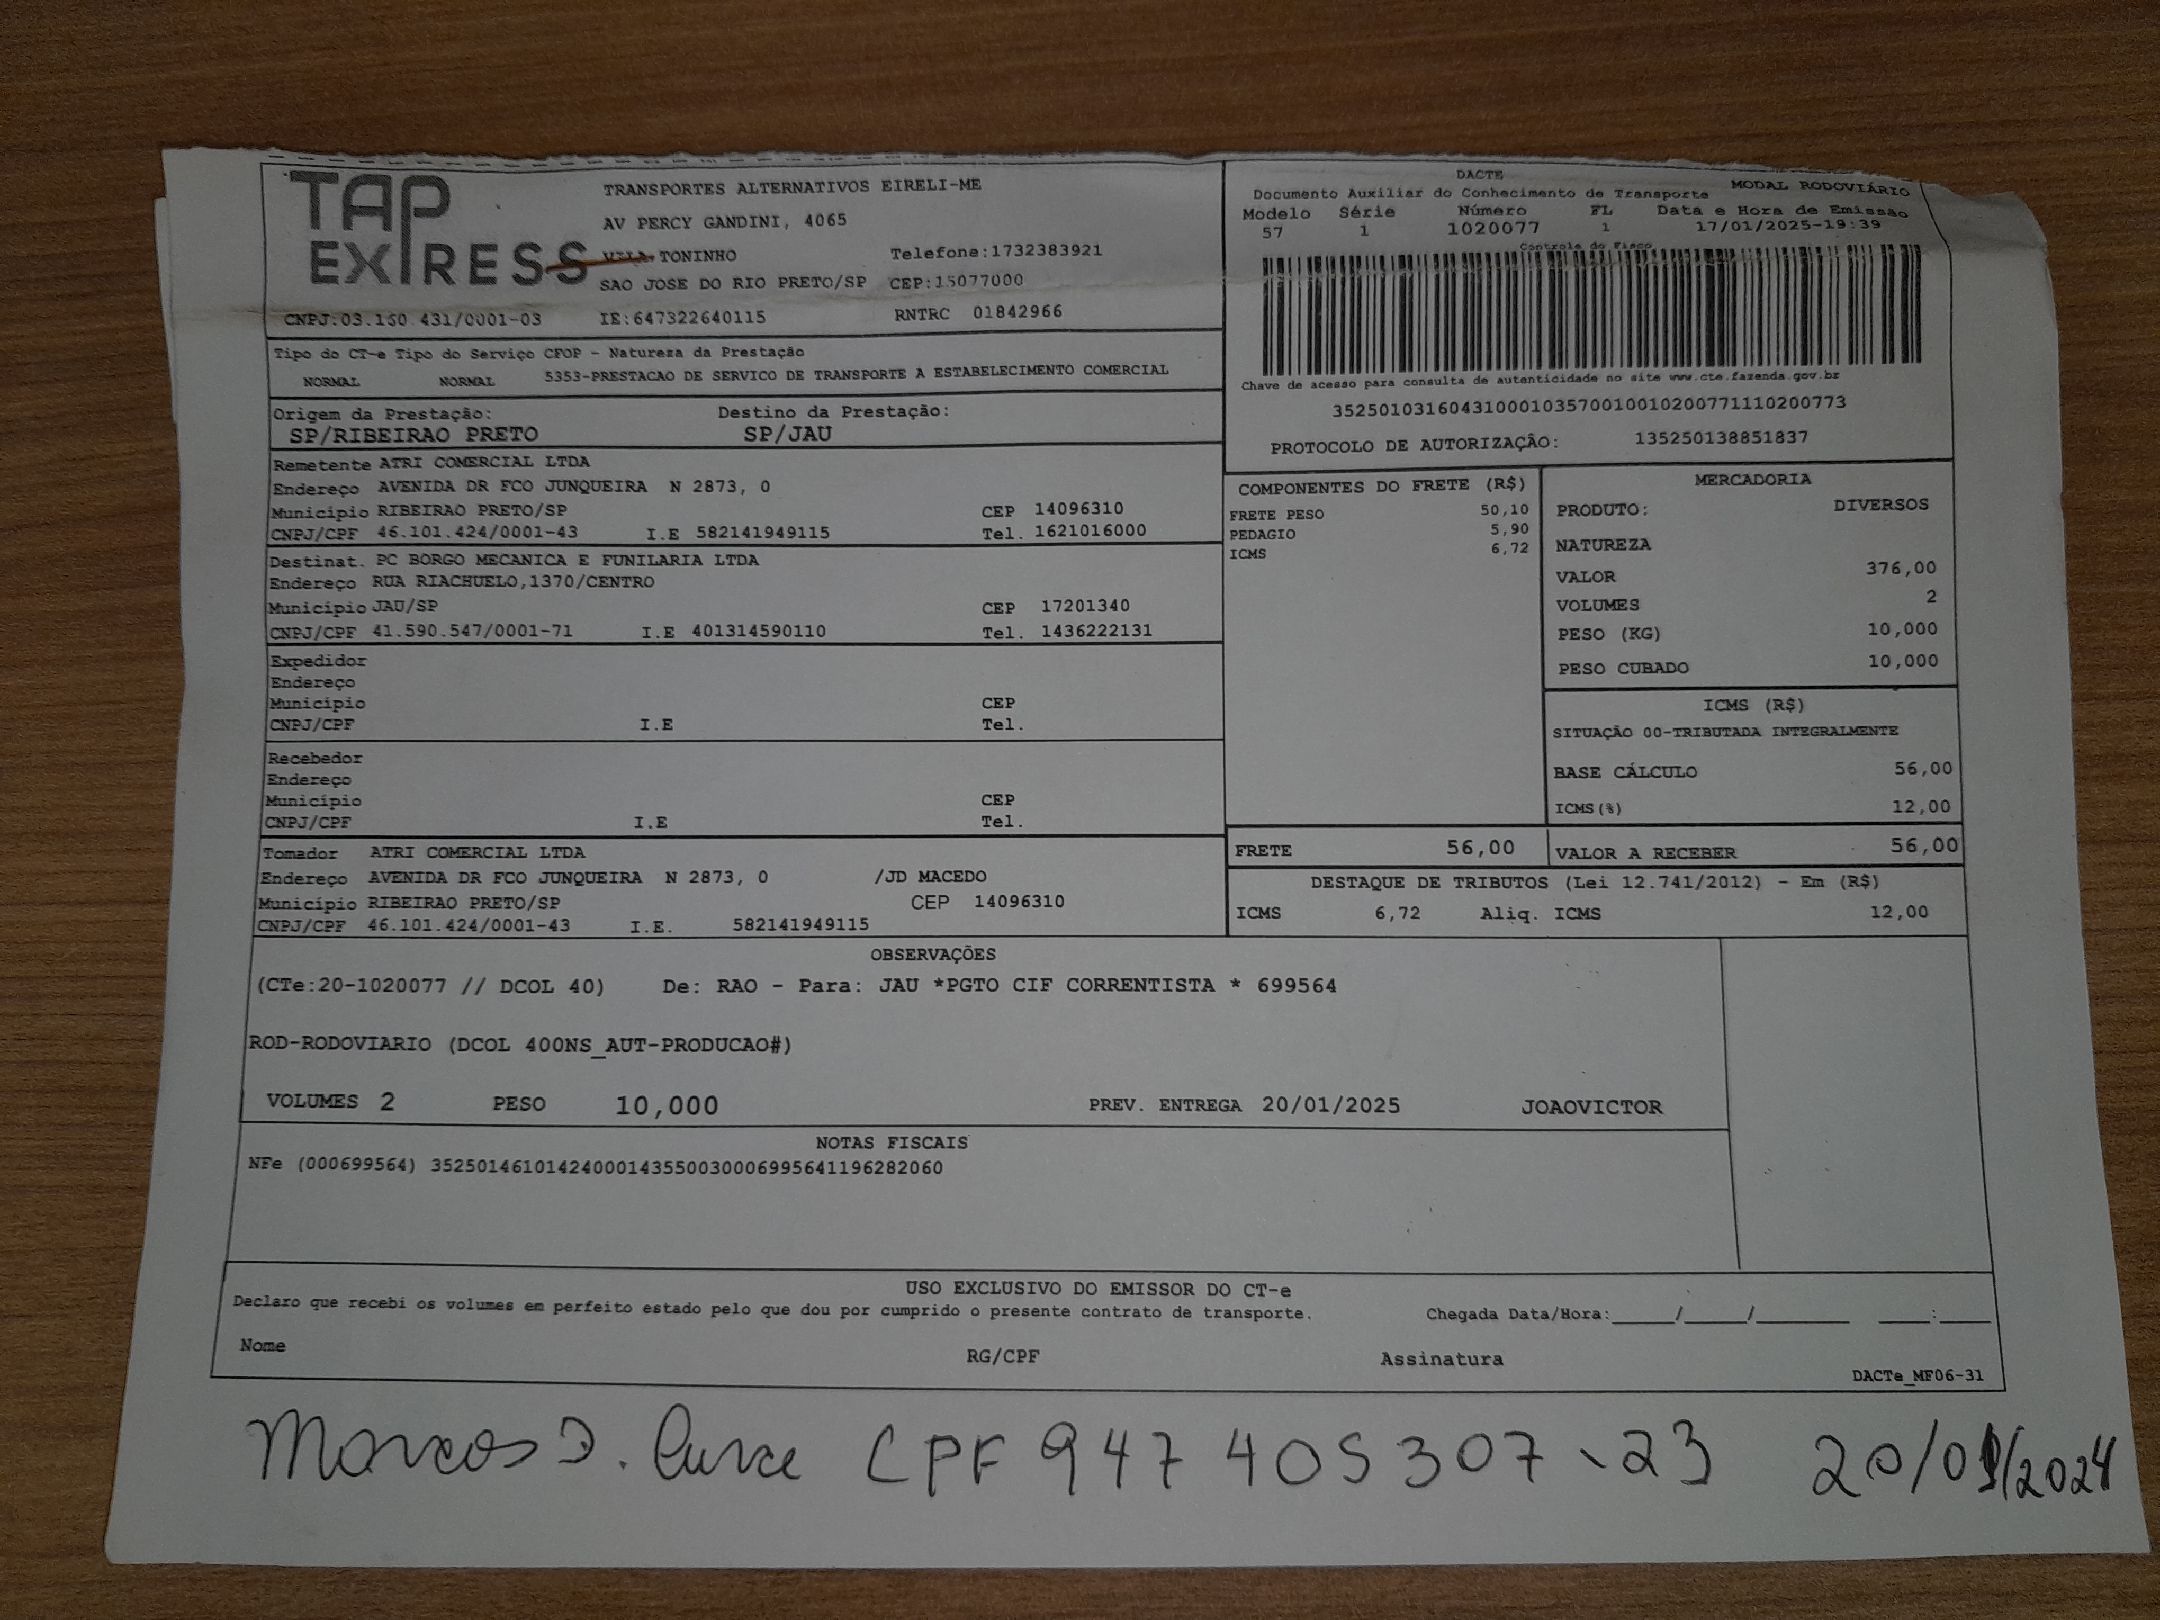 TAP EXPRESS
TRANSPORTES ALTERNATIVOS EIRELI-ME
AV PERCY GANDINI, 4065
TONINHO Telefone:1732383921
SAO JOSE DO RIO PRETO/SP CEP:15077000
CNPJ:03.160.431/0001-03 IE:647322640115 RNTRC 01842966
DACTE
Documento Auxiliar do Conhecimento de Transporte MODAL RODOVIÁRIO
Modelo Série Número FL Data e Hora de Emissão
57 1 1020077 1 17/01/2025-19:39
Controle do Fisco
Chave de acesso para consulta de autenticidade no site www.cte.fazenda.gov.br
35250103160431000103570010010200771110200773
PROTOCOLO DE AUTORIZAÇÃO: 135250138851837
Tipo do CT-e Tipo do Serviço CFOP - Natureza da Prestação
NORMAL NORMAL 5353-PRESTACAO DE SERVICO DE TRANSPORTE A ESTABELECIMENTO COMERCIAL
Origem da Prestação: Destino da Prestação:
SP/RIBEIRAO PRETO SP/JAU
Remetente ATRI COMERCIAL LTDA
Endereço AVENIDA DR FCO JUNQUEIRA N 2873, 0
Município RIBEIRAO PRETO/SP CEP 14096310
CNPJ/CPF 46.101.424/0001-43 I.E 582141949115 Tel. 1621016000
Destinat. PC BORGO MECANICA E FUNILARIA LTDA
Endereço RUA RIACHUELO,1370/CENTRO
Município JAU/SP CEP 17201340
CNPJ/CPF 41.590.547/0001-71 I.E 401314590110 Tel. 1436222131
Expedidor
Endereço
Município CEP
CNPJ/CPF I.E Tel.
Recebedor
Endereço
Município CEP
CNPJ/CPF I.E Tel.
Tomador ATRI COMERCIAL LTDA
Endereço AVENIDA DR FCO JUNQUEIRA N 2873, 0 /JD MACEDO
Município RIBEIRAO PRETO/SP CEP 14096310
CNPJ/CPF 46.101.424/0001-43 I.E. 582141949115
COMPONENTES DO FRETE (R$)
FRETE PESO 50,10
PEDAGIO 5,90
ICMS 6,72
MERCADORIA
PRODUTO: DIVERSOS
NATUREZA
VALOR 376,00
VOLUMES 2
PESO (KG) 10,000
PESO CUBADO 10,000
ICMS (R$)
SITUAÇÃO 00-TRIBUTADA INTEGRALMENTE
BASE CÁLCULO 56,00
ICMS(%) 12,00
FRETE 56,00 VALOR A RECEBER 56,00
DESTAQUE DE TRIBUTOS (Lei 12.741/2012) - Em (R$)
ICMS 6,72 Aliq. ICMS 12,00
OBSERVAÇÕES
(CTe:20-1020077 // DCOL 40) De: RAO - Para: JAU *PGTO CIF CORRENTISTA * 699564
ROD-RODOVIARIO (DCOL 400NS_AUT-PRODUCAO#)
VOLUMES 2 PESO 10,000 PREV. ENTREGA 20/01/2025 JOAOVICTOR
NOTAS FISCAIS
NFe (000699564) 35250146101424000143550030006995641196282060
USO EXCLUSIVO DO EMISSOR DO CT-e
Declaro que recebi os volumes em perfeito estado pelo que dou por cumprido o presente contrato de transporte. Chegada Data/Hora:____/____/______ ___:___
Nome RG/CPF Assinatura
DACTe_MF06-31
Marcos D. CPF 947 405307-23 20/01/2024